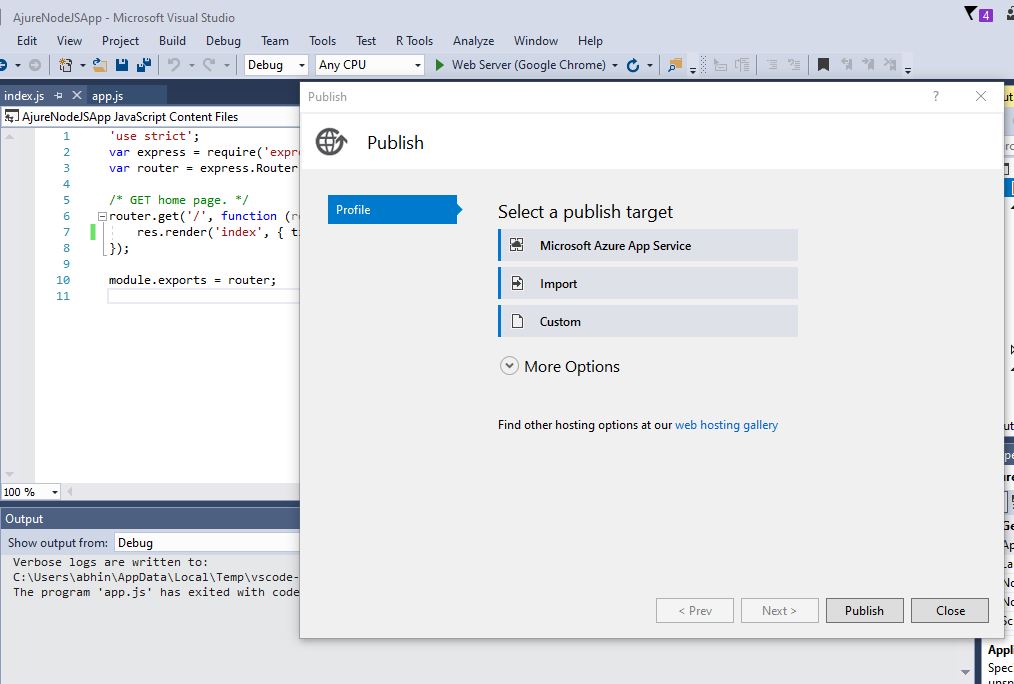 AjureNodeJSApp - Microsoft Visual Studio
4
Edit View Project Build Debug Team Tools Test R Tools Analyze Window Help
Debug Any CPU Web Server (Google Chrome)
index.js app.js
AjureNodeJSApp JavaScript Content Files
1 'use strict';
2 var express = require('expr
3 var router = express.Router
4
5 /* GET home page. */
6 router.get('/', function (r
7 res.render('index', { t
8 });
9
10 module.exports = router;
11
100 %
Output
Show output from: Debug
Verbose logs are written to:
C:\Users\abhin\AppData\Local\Temp\vscode-
The program 'app.js' has exited with code
Publish
?
Publish
Profile
Select a publish target
Microsoft Azure App Service
Import
Custom
More Options
Find other hosting options at our web hosting gallery
< Prev Next > Publish Close
Appli
Spec